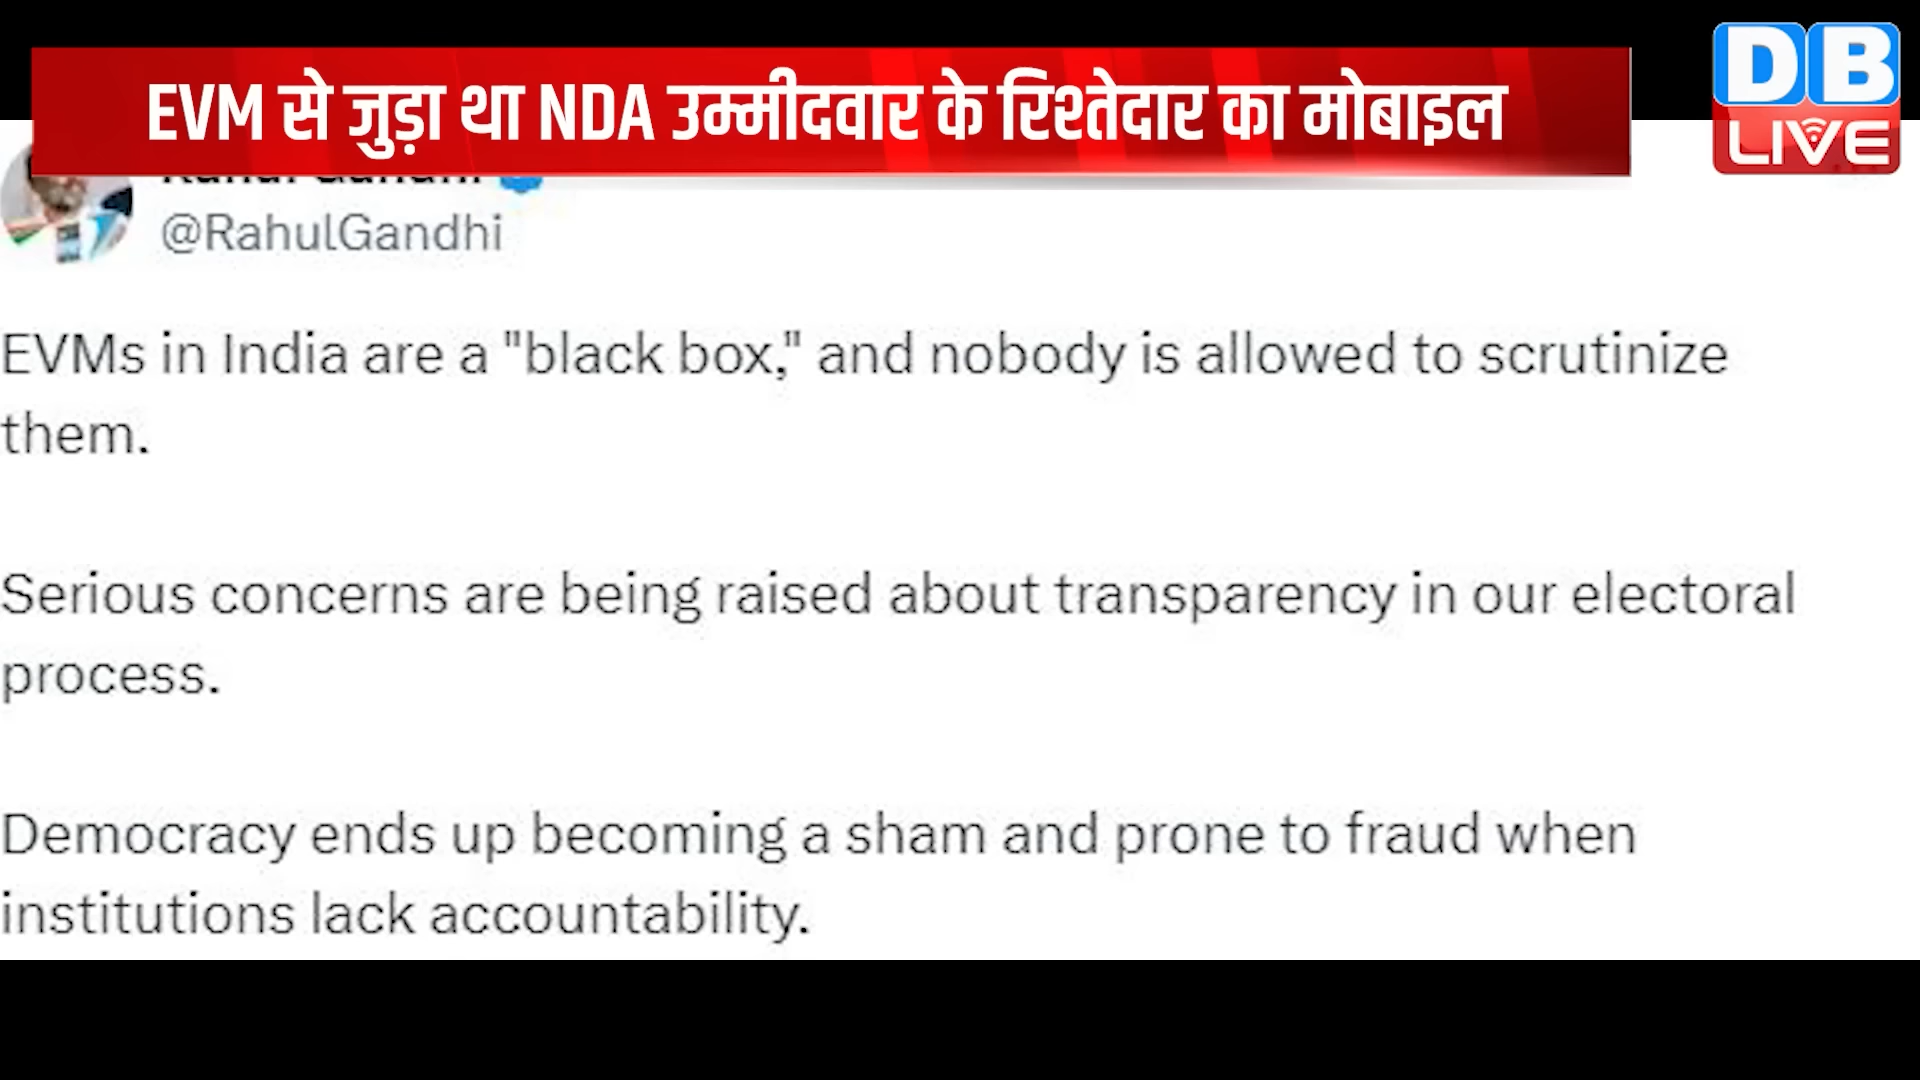 EVM से जुड़ा था NDA उम्मीदवार के रिश्तेदार का मोबाइल
DB
LIVE
@RahulGandhi
EVMs in India are a "black box," and nobody is allowed to scrutinize
them.
Serious concerns are being raised about transparency in our electoral
process.
Democracy ends up becoming a sham and prone to fraud when
institutions lack accountability.